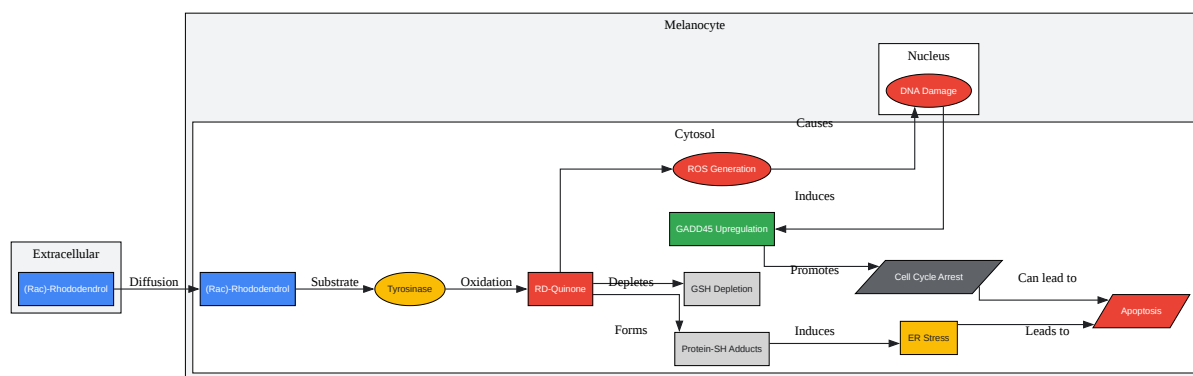 Melanocyte
Nucleus
DNA Damage
Causes
Cytosol
ROS Generation
Induces
GADD45 Upregulation
Extracellular
(Rac)-Rhododendrol
Diffusion
(Rac)-Rhododendrol
Substrate
Tyrosinase
Oxidation
RD-Quinone
Depletes
GSH Depletion
Promotes
Cell Cycle Arrest
Can lead to
Apoptosis
Forms
Protein-SH Adducts
Induces
ER Stress
Leads to